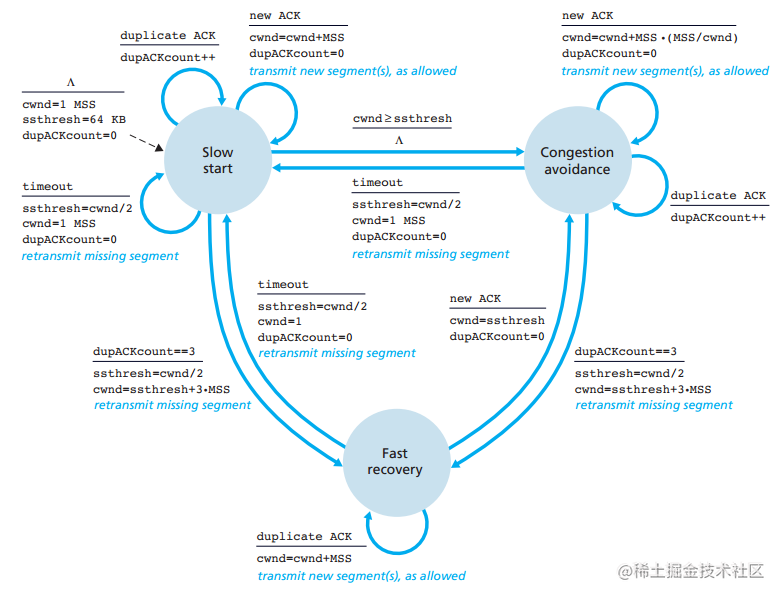 new ACK
cwnd=cwnd+MSS
dupACKcount=0
transmit new segment(s), as allowed
duplicate ACK
dupACKcount++
Λ
cwnd=1 MSS
ssthresh=64 KB
dupACKcount=0
new ACK
cwnd=cwnd+MSS•(MSS/cwnd)
dupACKcount=0
transmit new segment(s), as allowed
cwnd≥ssthresh
Λ
Slow
start
Congestion
avoidance
timeout
ssthresh=cwnd/2
cwnd=1 MSS
dupACKcount=0
retransmit missing segment
timeout
ssthresh=cwnd/2
cwnd=1 MSS
dupACKcount=0
retransmit missing segment
duplicate ACK
dupACKcount++
timeout
ssthresh=cwnd/2
cwnd=1
dupACKcount=0
retransmit missing segment
new ACK
cwnd=ssthresh
dupACKcount=0
dupACKcount==3
ssthresh=cwnd/2
cwnd=ssthresh+3•MSS
retransmit missing segment
dupACKcount==3
ssthresh=cwnd/2
cwnd=ssthresh+3•MSS
retransmit missing segment
Fast
recovery
duplicate ACK
cwnd=cwnd+MSS
transmit new segment(s), as allowed
@稀土掘金技术社区